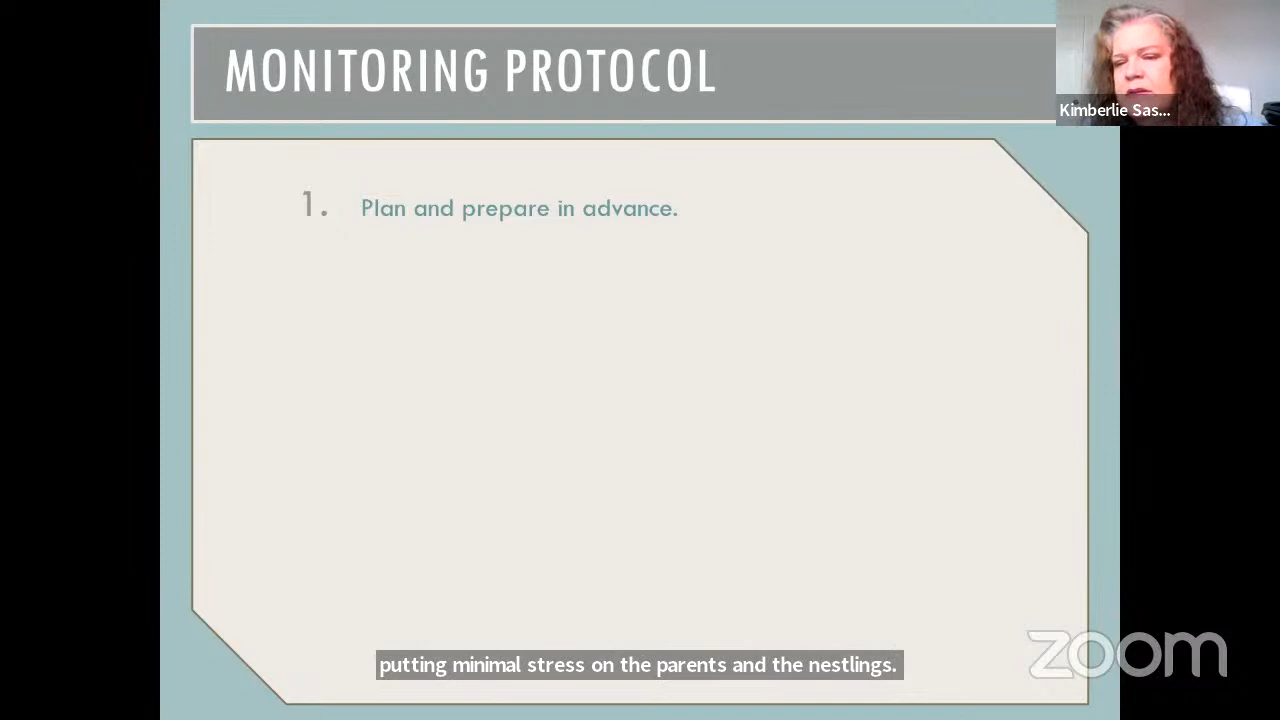 MONITORING PROTOCOL
Kimberlie Sas...
1. Plan and prepare in advance.
putting minimal stress on the parents and the nestlings.
zoom